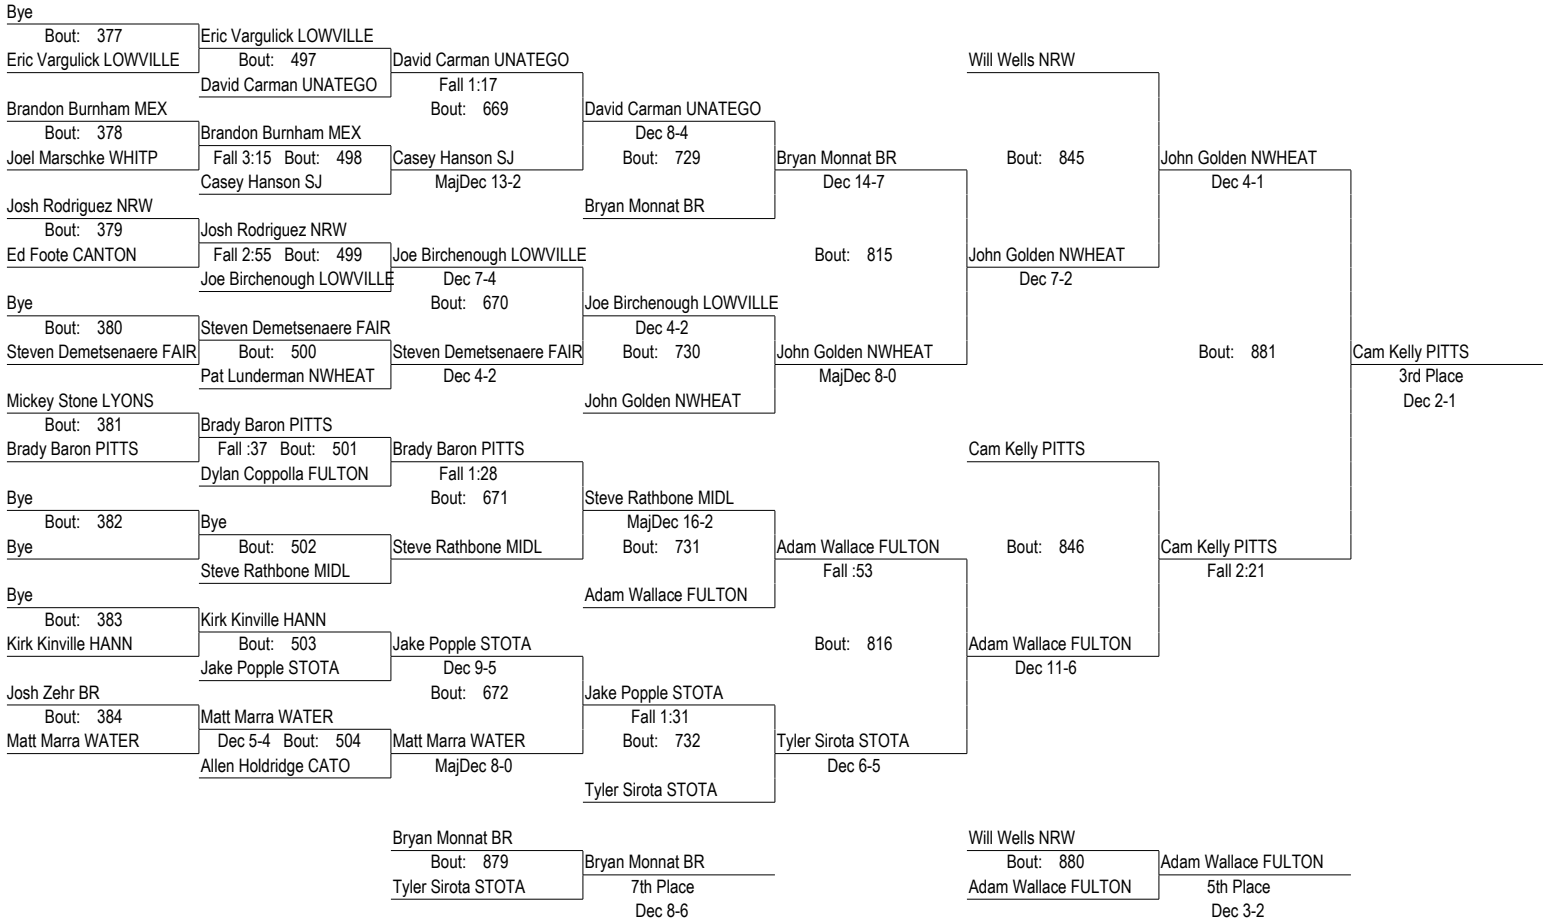 Bye
Bout: 377
Eric Vargulick LOWVILLE
Brandon Burnham MEX
Bout: 378
Joel Marschke WHITP
Josh Rodriguez NRW
Bout: 379
Ed Foote CANTON
Bye
Bout: 380
Steven Demetsenaere FAIR
Mickey Stone LYONS
Bout: 381
Brady Baron PITTS
Bye
Bout: 382
Bye
Bye
Bout: 383
Kirk Kinville HANN
Josh Zehr BR
Bout: 384
Matt Marra WATER
Eric Vargulick LOWVILLE
Bout: 497
David Carman UNATEGO
Brandon Burnham MEX
Fall 3:15 Bout: 498
Casey Hanson SJ
Josh Rodriguez NRW
Fall 2:55 Bout: 499
Joe Birchenough LOWVILLE
Steven Demetsenaere FAIR
Bout: 500
Pat Lunderman NWHEAT
Brady Baron PITTS
Fall :37 Bout: 501
Dylan Coppolla FULTON
Bye
Bout: 502
Steve Rathbone MIDL
Kirk Kinville HANN
Bout: 503
Jake Popple STOTA
Matt Marra WATER
Dec 5-4 Bout: 504
Allen Holdridge CATO
David Carman UNATEGO
Fall 1:17
Bout: 669
Casey Hanson SJ
MajDec 13-2
Joe Birchenough LOWVILLE
Dec 7-4
Bout: 670
Steven Demetsenaere FAIR
Dec 4-2
Brady Baron PITTS
Fall 1:28
Bout: 671
Steve Rathbone MIDL
Jake Popple STOTA
Dec 9-5
Bout: 672
Matt Marra WATER
MajDec 8-0
David Carman UNATEGO
Dec 8-4
Bout: 729
Bryan Monnat BR
Joe Birchenough LOWVILLE
Dec 4-2
Bout: 730
John Golden NWHEAT
Steve Rathbone MIDL
MajDec 16-2
Bout: 731
Adam Wallace FULTON
Jake Popple STOTA
Fall 1:31
Bout: 732
Tyler Sirota STOTA
Bryan Monnat BR
Dec 14-7
Bout: 815
John Golden NWHEAT
MajDec 8-0
Adam Wallace FULTON
Fall :53
Bout: 816
Tyler Sirota STOTA
Dec 6-5
Will Wells NRW
Bout: 845
John Golden NWHEAT
Dec 7-2
Cam Kelly PITTS
Bout: 846
Adam Wallace FULTON
Dec 11-6
John Golden NWHEAT
Dec 4-1
Bout: 881
Cam Kelly PITTS
Fall 2:21
Cam Kelly PITTS
3rd Place
Dec 2-1
Bryan Monnat BR
Bout: 879
Tyler Sirota STOTA
Bryan Monnat BR
7th Place
Dec 8-6
Will Wells NRW
Bout: 880
Adam Wallace FULTON
Adam Wallace FULTON
5th Place
Dec 3-2